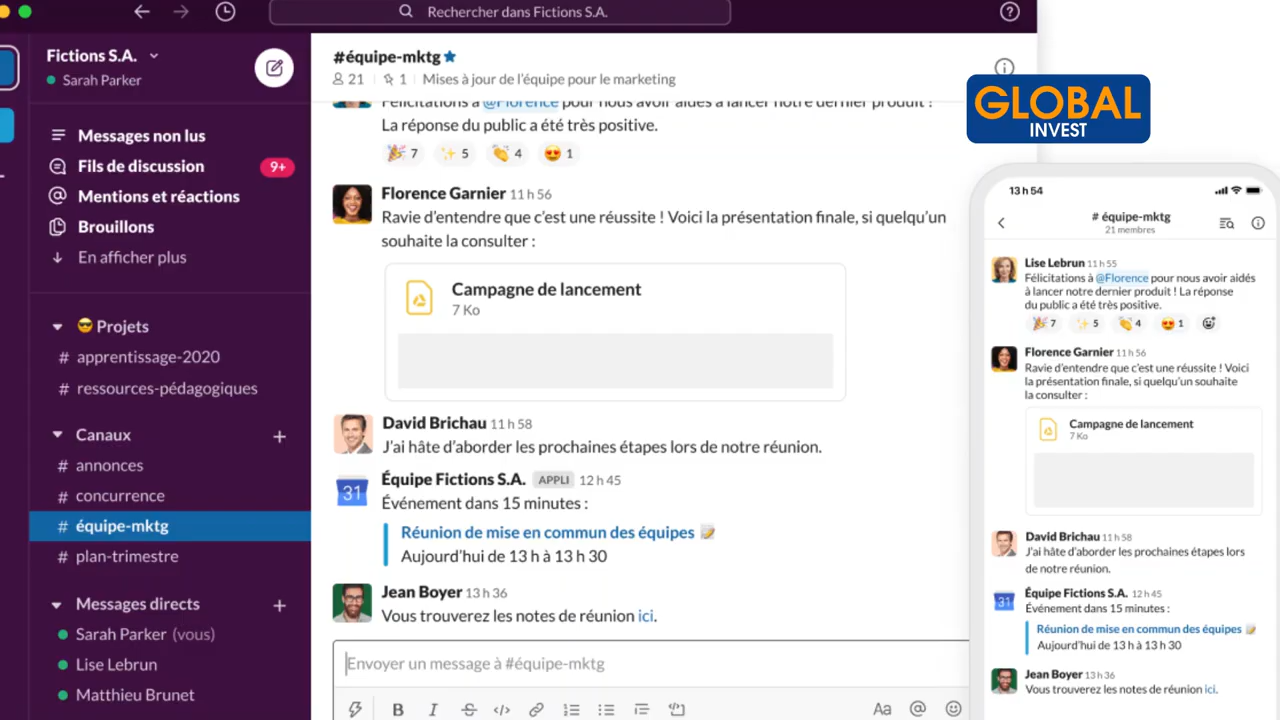 Rechercher dans Fictions S.A.
Fictions S.A.
Sarah Parker
Messages non lus
Fils de discussion
9+
Mentions et réactions
Brouillons
En afficher plus
Projets
# apprentissage-2020
# ressources-pédagogiques
Canaux
# annonces
# concurrence
# équipe-mktg
# plan-trimestre
Messages directs
Sarah Parker (vous)
Lise Lebrun
Matthieu Brunet
#équipe-mktg
21
1
Mises à jour de l'équipe pour le marketing
Félicitations à @Florence pour nous avoir aidés à lancer notre dernier produit !
La réponse du public a été très positive.
7
5
4
1
Florence Garnier 11 h 56
Ravie d'entendre que c'est une réussite ! Voici la présentation finale, si quelqu'un
souhaite la consulter :
Campagne de lancement
7 Ko
David Brichau 11 h 58
J'ai hâte d'aborder les prochaines étapes lors de notre réunion.
31
Équipe Fictions S.A. APPLI 12 h 45
Événement dans 15 minutes :
Réunion de mise en commun des équipes
Aujourd'hui de 13 h à 13 h 30
Jean Boyer 13 h 36
Vous trouverez les notes de réunion ici.
Envoyer un message à #équipe-mktg
B I S </> Aa @
GLOBAL
INVEST
13 h 54
# équipe-mktg
21 membres
Lise Lebrun 11 h 55
Félicitations à @Florence pour nous avoir aidés
à lancer notre dernier produit ! La réponse
du public a été très positive.
7
5
4
1
Florence Garnier 11 h 56
Ravie d'entendre que c'est une réussite ! Voici
la présentation finale, si quelqu'un souhaite
la consulter :
Campagne de lancement
7 Ko
David Brichau 11 h 58
J'ai hâte d'aborder les prochaines étapes lors
de notre réunion.
31
Équipe Fictions S.A. 12 h 45
Événement dans 15 minutes :
Réunion de mise en commun des équipes
Aujourd'hui de 13 h à 13 h 30
Jean Boyer 13 h 36
Vous trouverez les notes de réunion ici.